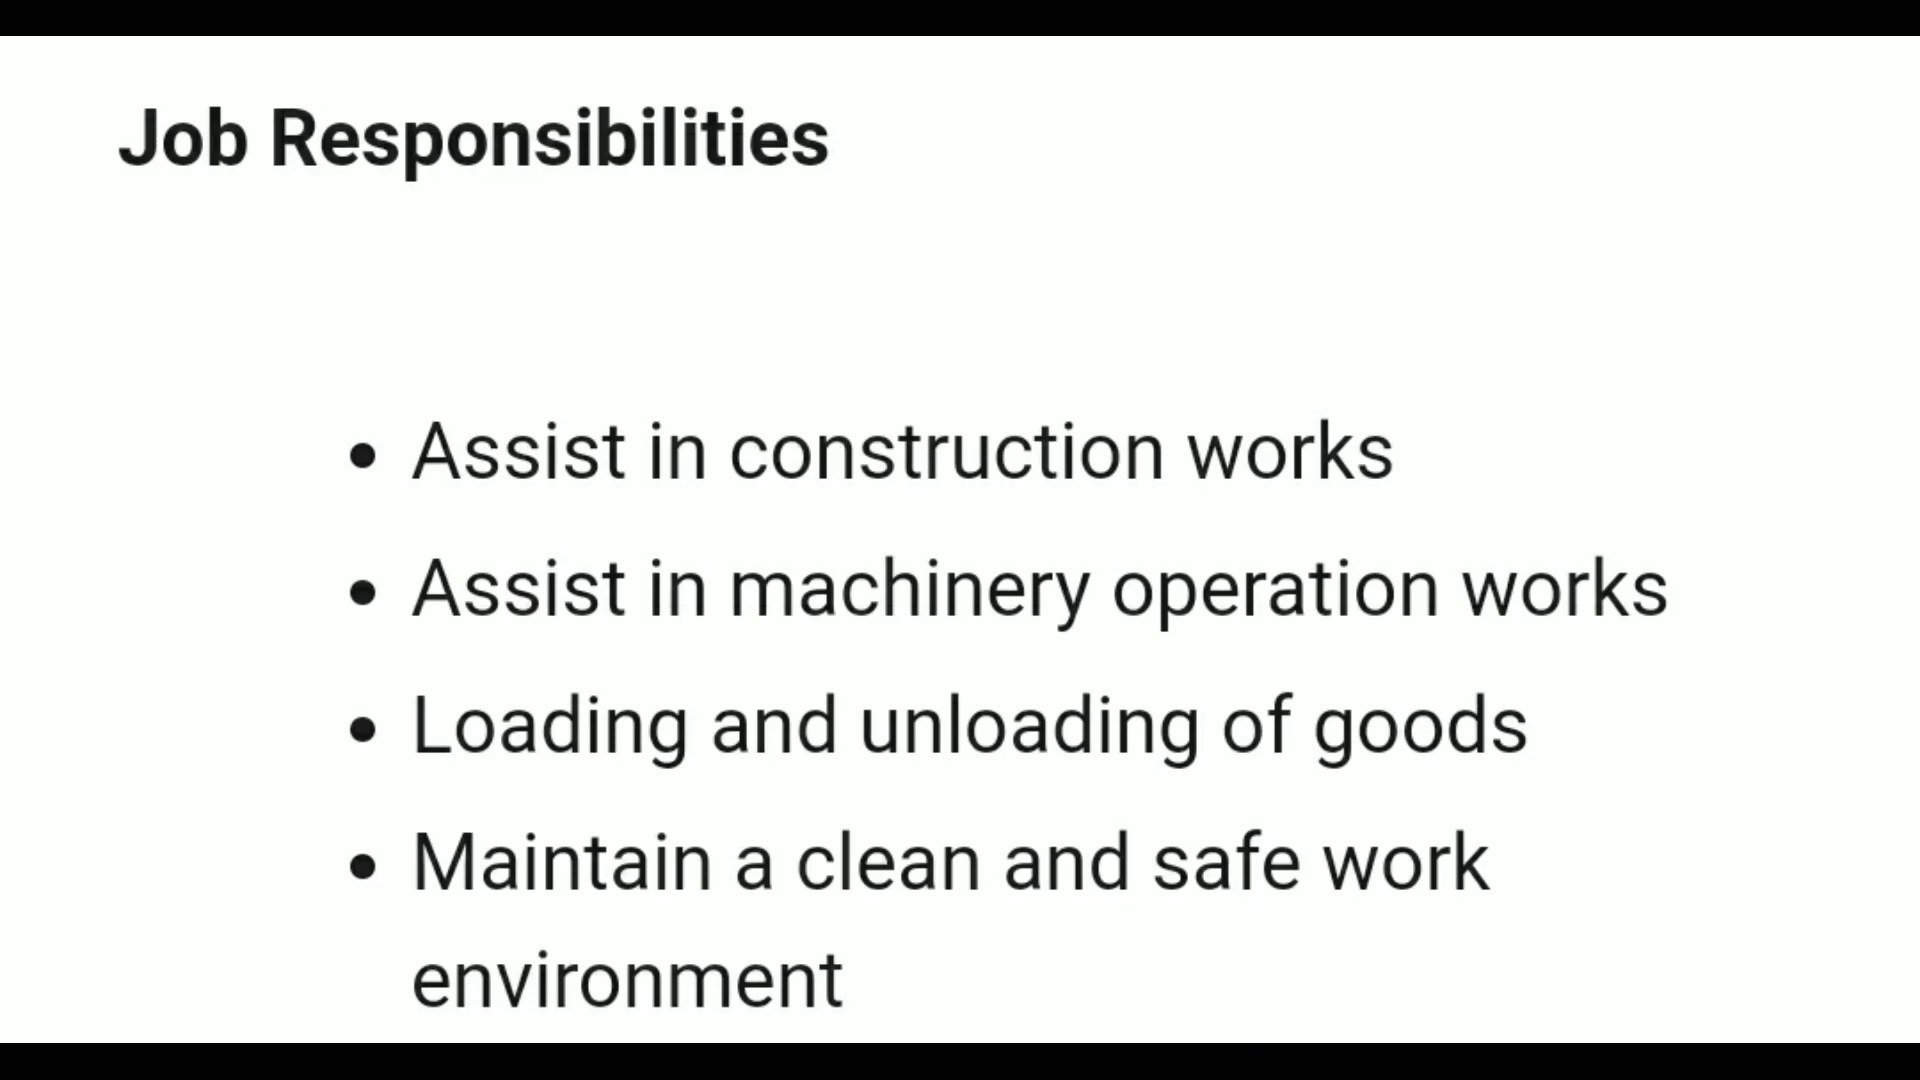 Job Responsibilities
• Assist in construction works
• Assist in machinery operation works
• Loading and unloading of goods
• Maintain a clean and safe work
environment